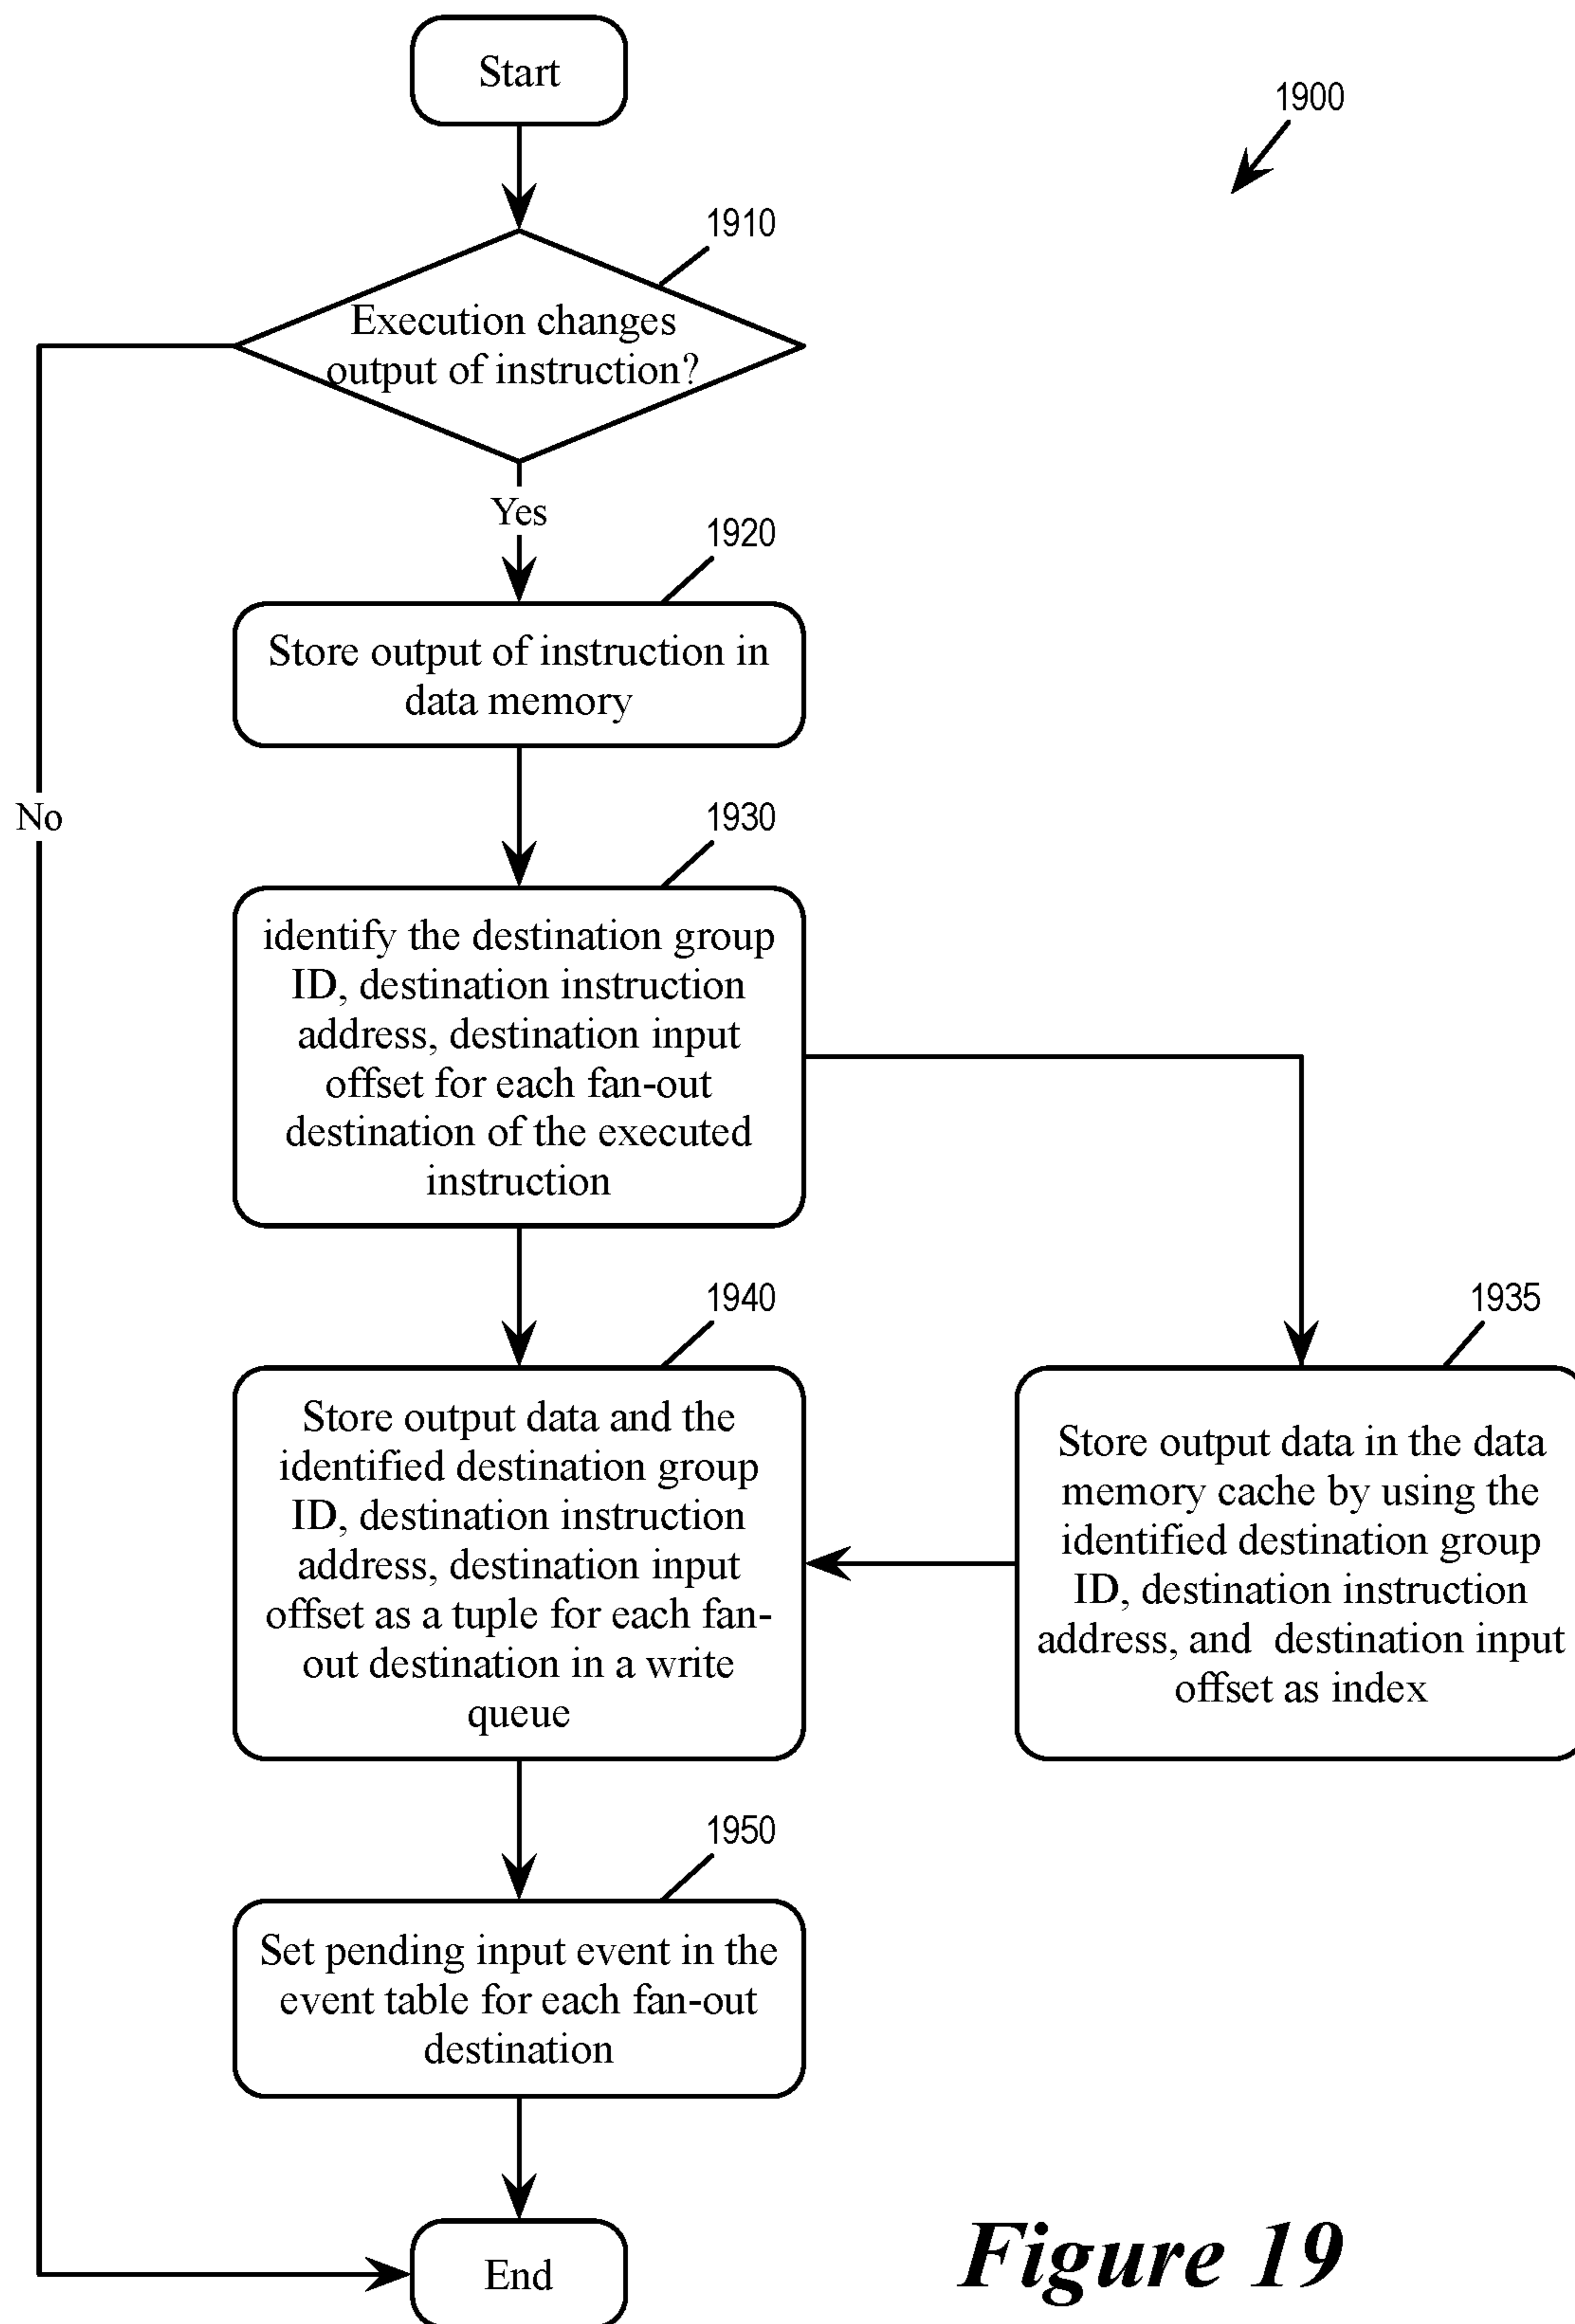 Start
1900
1910
Execution changes
output of instruction?
Yes
1920
Store output of instruction in
data memory
No
1930
identify the destination group
ID, destination instruction
address, destination input
offset for each fan-out
destination of the executed
instruction
1940
Store output data and the
identified destination group
ID, destination instruction
address, destination input
offset as a tuple for each fan-
out destination in a write
queue
1935
Store output data in the data
memory cache by using the
identified destination group
ID, destination instruction
address, and  destination input
offset as index
1950
Set pending input event in the
event table for each fan-out
destination
End
Figure 19